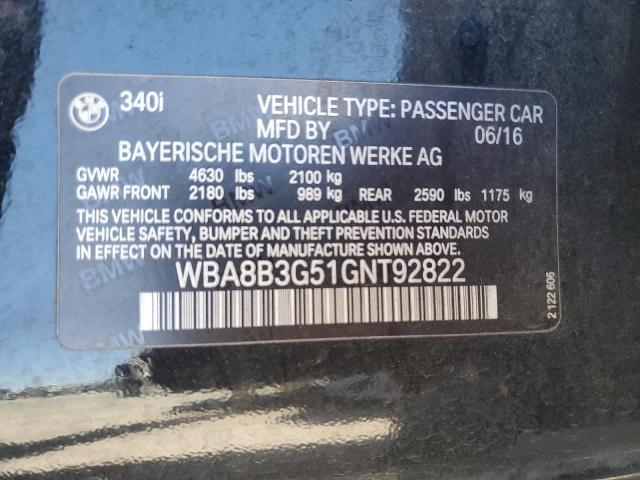 BMW 340i VEHICLE TYPE: PASSENGER CAR
MFD BY 06/16
BAYERISCHE MOTOREN WERKE AG
GVWR 4630 lbs 2100 kg
GAWR FRONT 2180 lbs 989 kg REAR 2590 lbs 1175 kg
THIS VEHICLE CONFORMS TO ALL APPLICABLE U.S. FEDERAL MOTOR
VEHICLE SAFETY, BUMPER AND THEFT PREVENTION STANDARDS
IN EFFECT ON THE DATE OF MANUFACTURE SHOWN ABOVE.
WBA8B3G51GNT92822
2 122 606